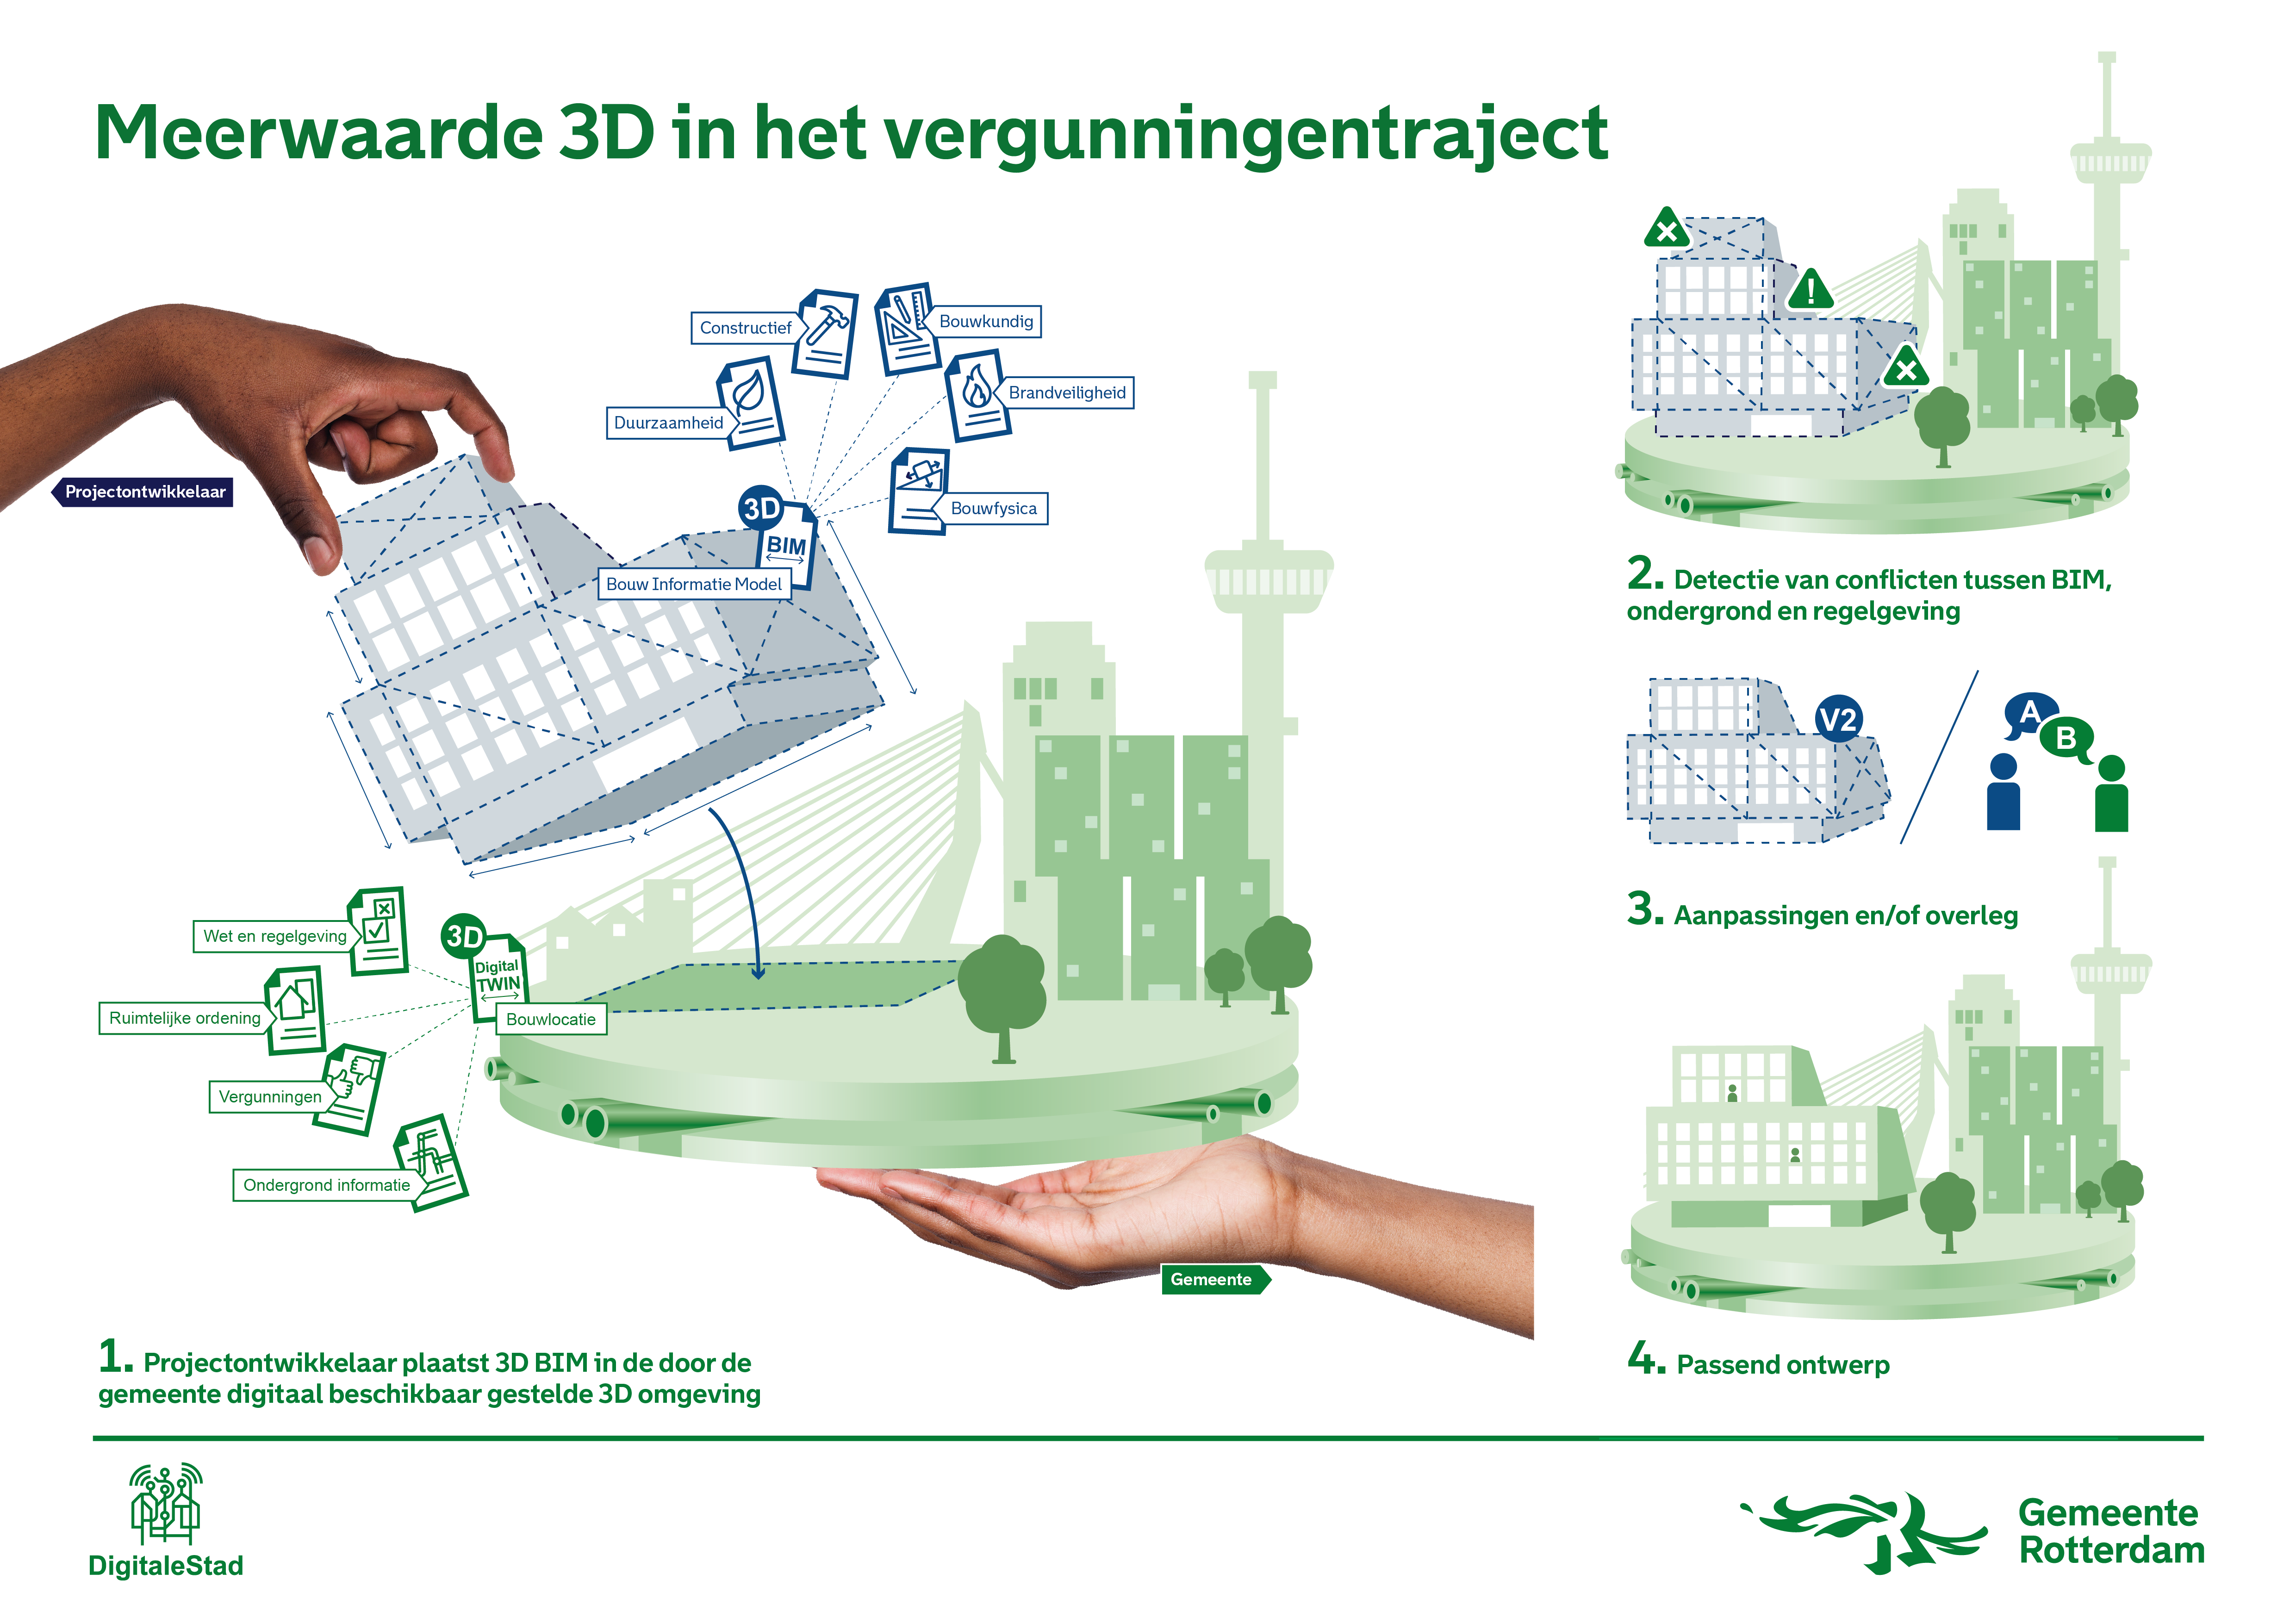 Meerwaarde 3D in het vergunningentraject
Projectontwikkelaar
Constructief
Bouwkundig
Duurzaamheid
Brandveiligheid
Bouwfysica
3D
BIM
Bouw Informatie Model
Wet en regelgeving
3D
Digital
TWIN
Bouwlocatie
Ruimtelijke ordening
Vergunningen
Ondergrond informatie
Gemeente
1. Projectontwikkelaar plaatst 3D BIM in de door de
gemeente digitaal beschikbaar gestelde 3D omgeving
!
2. Detectie van conflicten tussen BIM,
ondergrond en regelgeving
V2
A
B
3. Aanpassingen en/of overleg
4. Passend ontwerp
DigitaleStad
Gemeente
Rotterdam